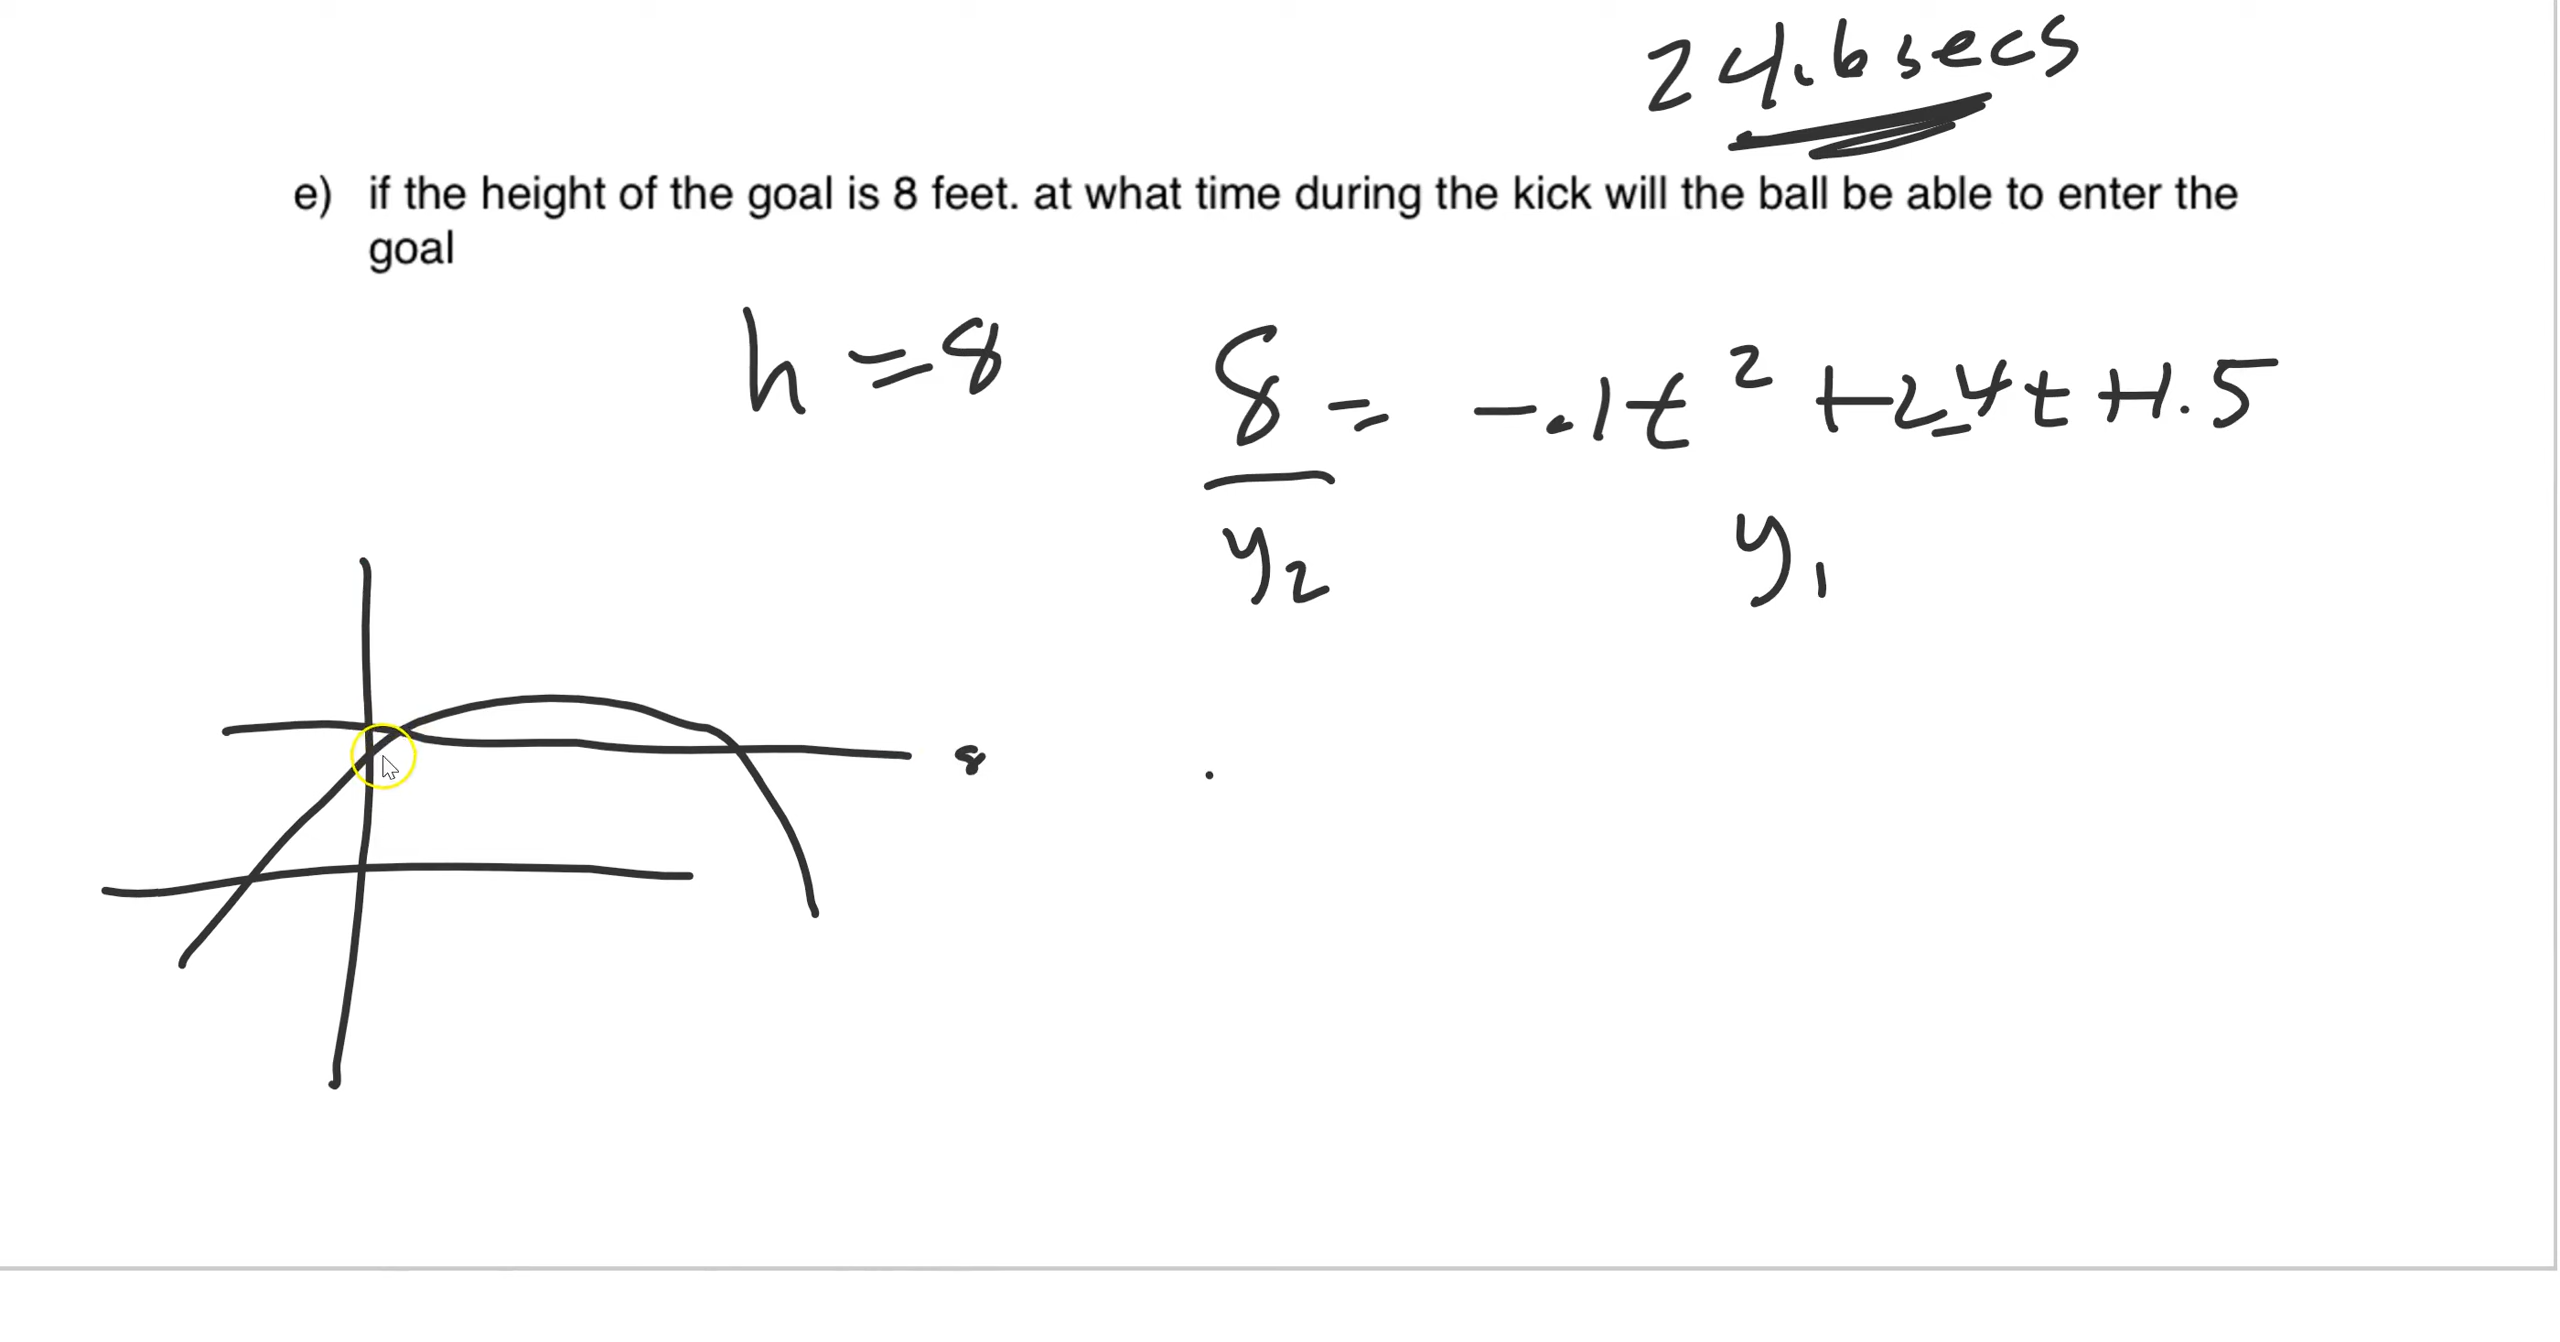 24.6 secs
e) if the height of the goal is 8 feet. at what time during the kick will the ball be able to enter the
goal
h = 8 8 = -.1t² + 2.4t + 1.5
y₂ y₁
8